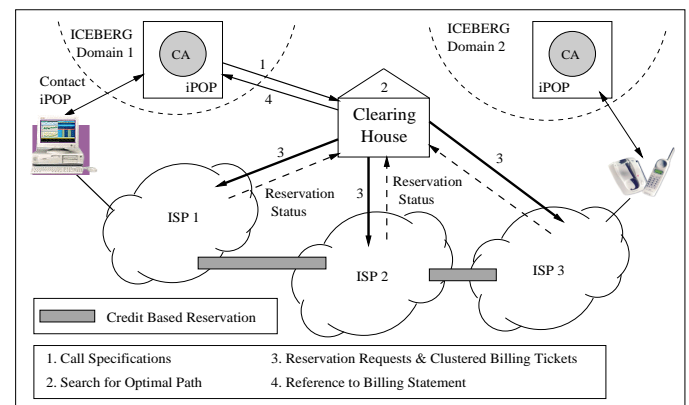 ICEBERG
Domain 1
CA
iPOP
Contact
iPOP
1
4
2
Clearing
House
ICEBERG
Domain 2
CA
iPOP
3
3
3
Reservation
Status
Reservation
Status
ISP 1
ISP 2
ISP 3
Credit Based Reservation
1. Call Specifications
2. Search for Optimal Path
3. Reservation Requests & Clustered Billing Tickets
4. Reference to Billing Statement